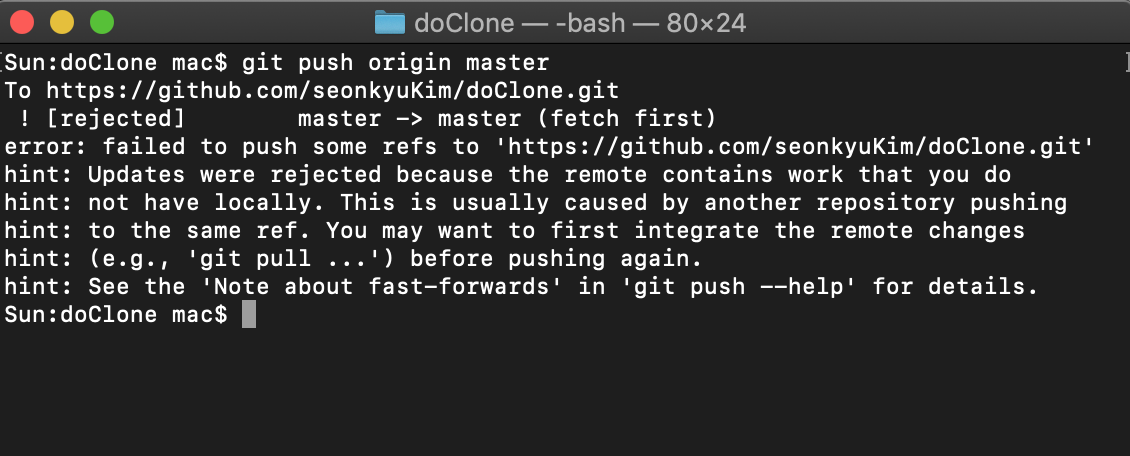 doClone — -bash — 80×24
Sun:doClone mac$ git push origin master
To https://github.com/seonkyuKim/doClone.git
 ! [rejected]        master -> master (fetch first)
error: failed to push some refs to 'https://github.com/seonkyuKim/doClone.git'
hint: Updates were rejected because the remote contains work that you do
hint: not have locally. This is usually caused by another repository pushing
hint: to the same ref. You may want to first integrate the remote changes
hint: (e.g., 'git pull ...') before pushing again.
hint: See the 'Note about fast-forwards' in 'git push --help' for details.
Sun:doClone mac$